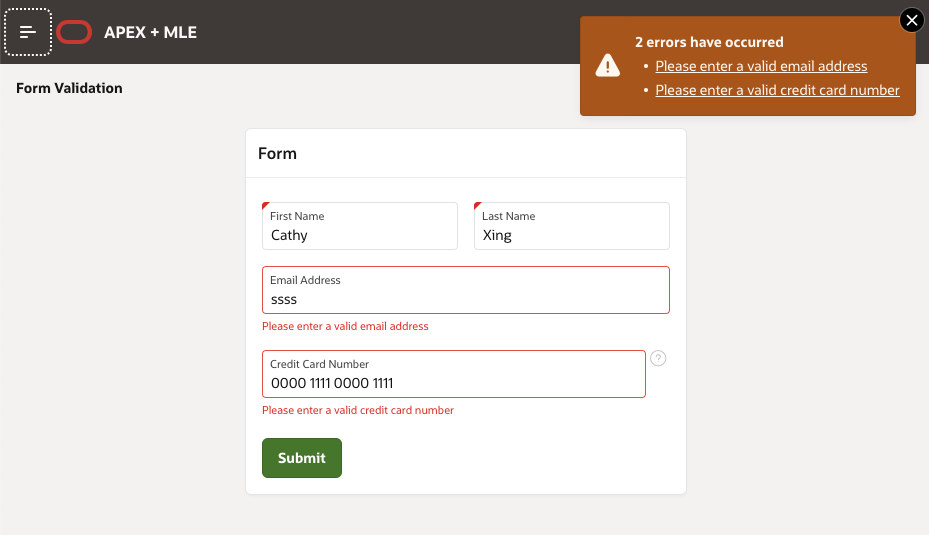 APEX + MLE
2 errors have occurred
• Please enter a valid email address
• Please enter a valid credit card number
Form Validation
Form
First Name
Cathy
Last Name
Xing
Email Address
ssss
Please enter a valid email address
Credit Card Number
0000 1111 0000 1111
?
Please enter a valid credit card number
Submit